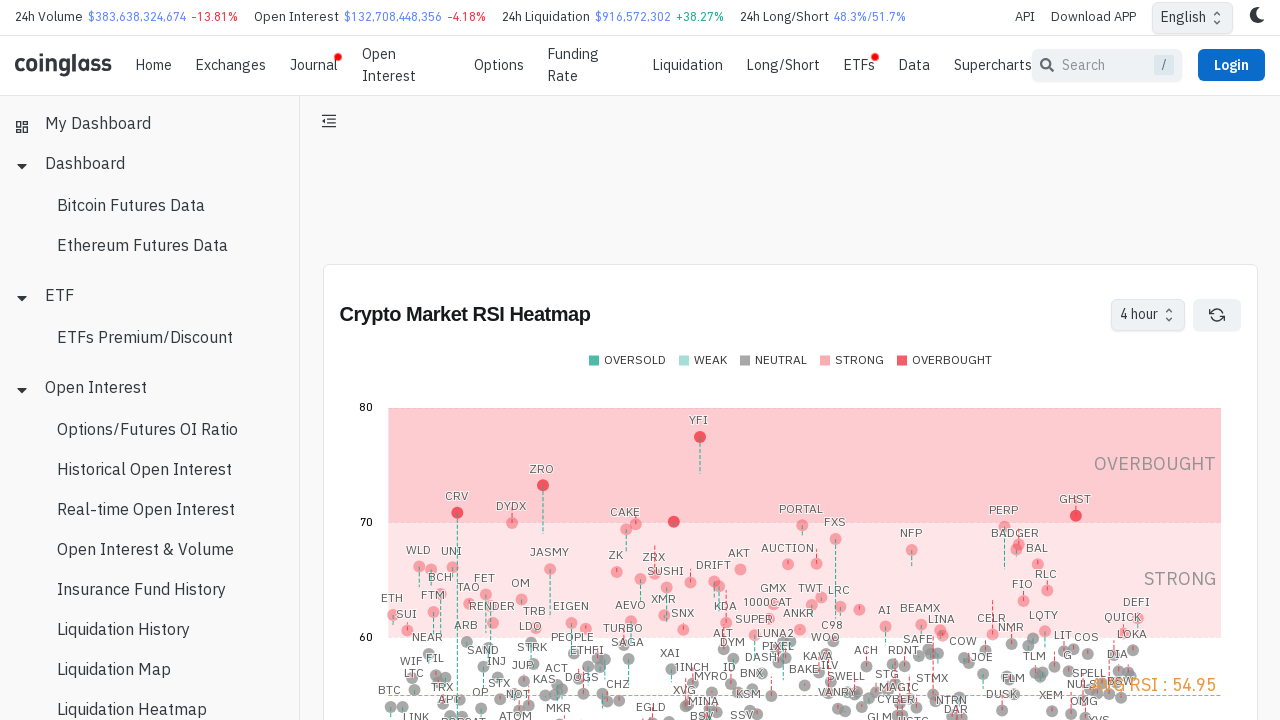 24h Volume $383,638,324,674 -13.81% Open Interest $132,708,448,356 -4.18% 24h Liquidation $916,572,302 +38.27% 24h Long/Short 48.3%/51.7% API Download APP English
coinglass Home Exchanges Journal Open Interest Options Funding Rate Liquidation Long/Short ETFs Data Supercharts Search / Login
My Dashboard
Dashboard
Bitcoin Futures Data
Ethereum Futures Data
ETF
ETFs Premium/Discount
Open Interest
Options/Futures OI Ratio
Historical Open Interest
Real-time Open Interest
Open Interest & Volume
Insurance Fund History
Liquidation History
Liquidation Map
Liquidation Heatmap
Crypto Market RSI Heatmap 4 hour
OVERSOLD WEAK NEUTRAL STRONG OVERBOUGHT
80
YFI
OVERBOUGHT
ZRO
CRV GHST
DYDX CAKE PORTAL PERP
70 FXS
NFP BADGER
WLD UNI JASMY ZK ZRX AKT AUCTION BAL
SUSHI DRIFT
BCH FET RLC
STRONG
TAO OM GMX TWT LRC FIO
ETH FTM XMR 1000CAT
SUI RENDER TRB EIGEN AEVO SNX KDA ANKR AI BEAMX LQTY DEFI
ARB LDO TURBO SUPER C98 LINA CELR NMR QUICK
60 NEAR PEOPLE SAGA ALT LUNA2 WOO SAFE LIT COS LOKA
SAND STRK ETHFI DYM PIXEL COW
WIF FIL INJ JUP XAI DASH KAVA ACH RDNT JOE TLM G DIA
LTC ACT 1INCH ID BAKE ILV
KAS DOGS MYRO BNX SWELL STG STMX FLM SPELL
BTC TRX OP STX CHZ XVG KSM VANRY MAGIC DUSK NULS BSW
AVG RSI : 54.95
API NOT MKR EGLD MINA CYBER NTRN XEM OMG
LINK ATOM BSV SSV GLM DAR XVS